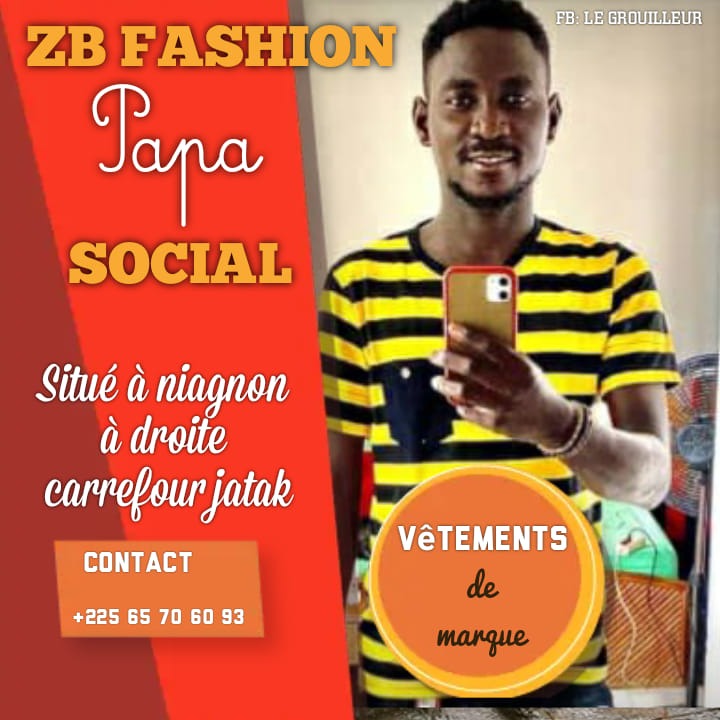 ZB FASHION
Papa
SOCIAL
FB: LE GROUILLEUR
Situé à niagnon
à droite
carrefour jatak
CONTACT
+225 65 70 60 93
VêTEMENTS
de
marque